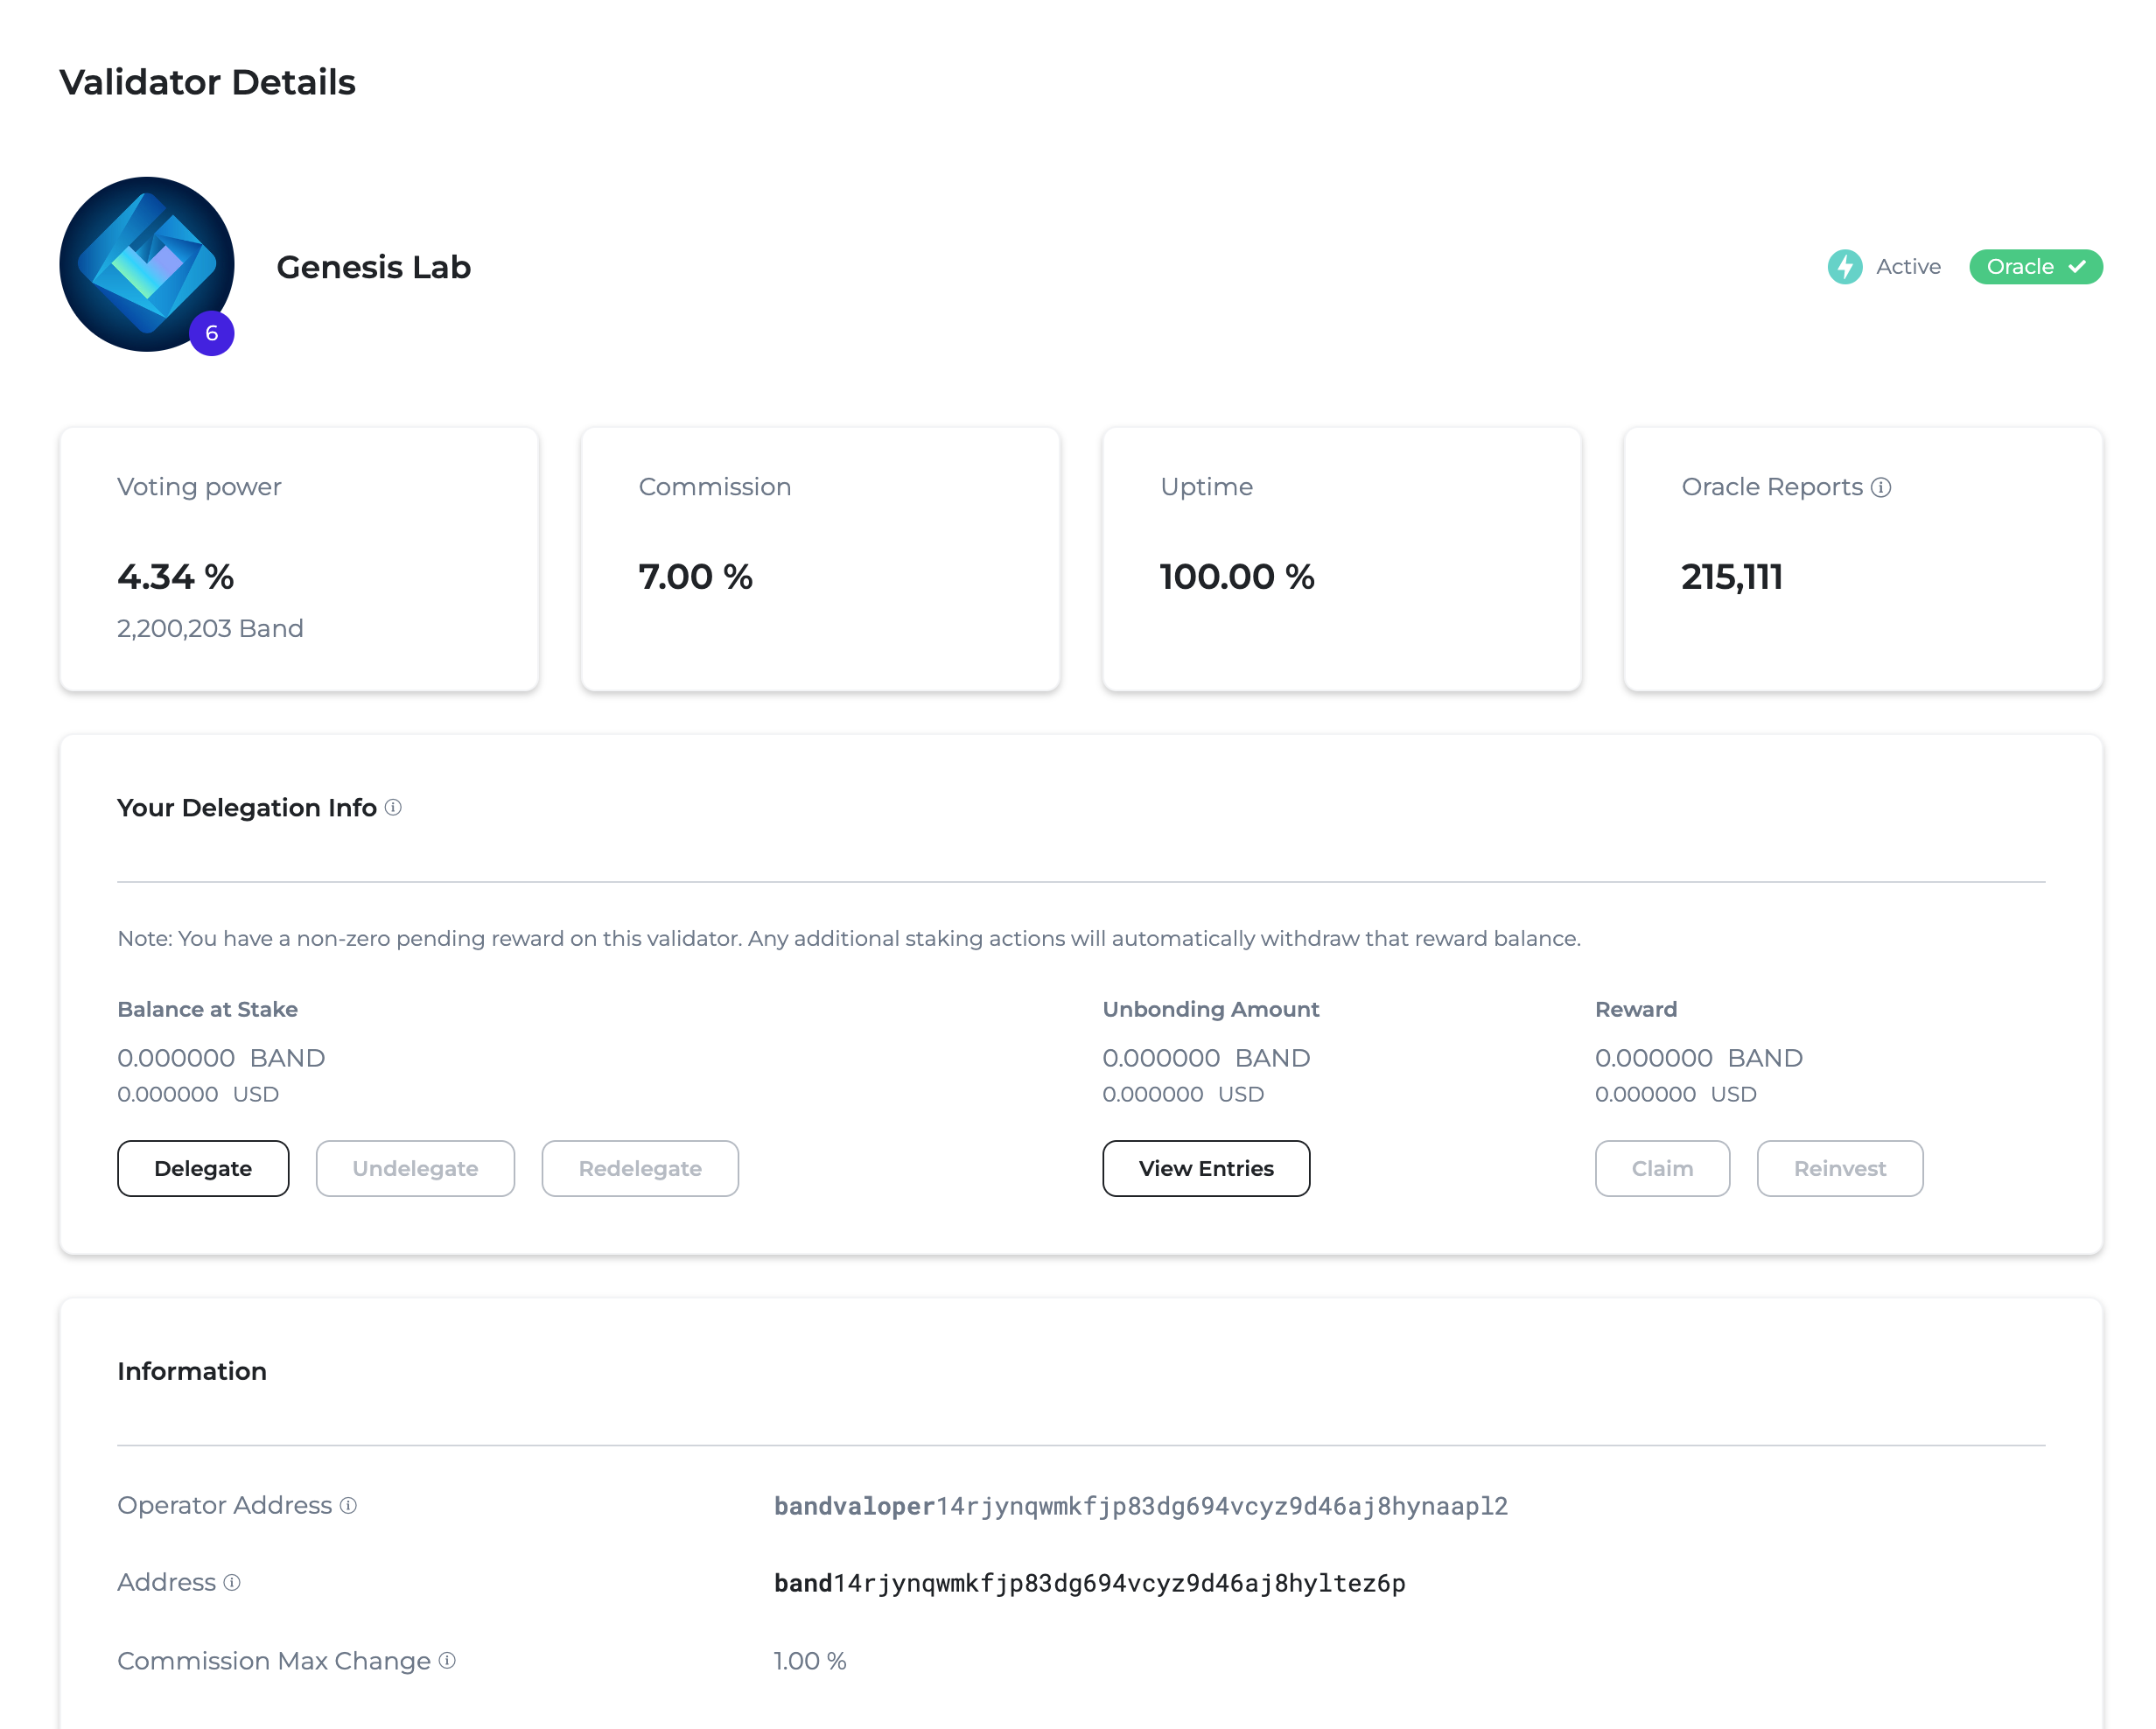 Validator Details
6
Genesis Lab
Active
Oracle
Voting power
4.34 %
2,200,203 Band
Commission
7.00 %
Uptime
100.00 %
Oracle Reports
215,111
Your Delegation Info
Note: You have a non-zero pending reward on this validator. Any additional staking actions will automatically withdraw that reward balance.
Balance at Stake
0.000000 BAND
0.000000 USD
Delegate
Undelegate
Redelegate
Unbonding Amount
0.000000 BAND
0.000000 USD
View Entries
Reward
0.000000 BAND
0.000000 USD
Claim
Reinvest
Information
Operator Address
bandvaloper14rjynqwmkfjp83dg694vcyz9d46aj8hynaapl2
Address
band14rjynqwmkfjp83dg694vcyz9d46aj8hyltez6p
Commission Max Change
1.00 %